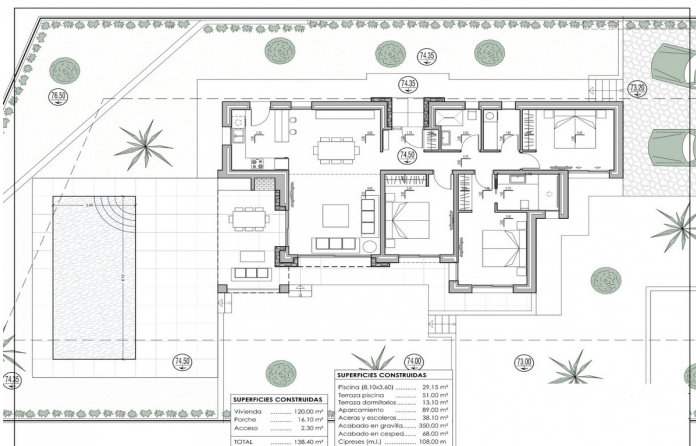 74.35
74.35
76.50
73.20
74.50
74.50
74.00
73.00
74.25
SUPERFICIES CONSTRUIDAS
Vivienda .......... 120.00 m²
Porche .......... 16.10 m²
Acceso .......... 2.30 m²
TOTAL .......... 138.40 m²
SUPERFICIES CONSTRUIDAS
Piscina (8,10x3,60) .......... 29.15 m²
Terraza piscina .......... 51.00 m²
Terraza dormitorios .......... 13.10 m²
Aparcamiento .......... 89.00 m²
Aceras y escaleras .......... 38.10 m²
Acabado en gravilla .......... 350.00 m²
Acabado en cesped .......... 68.00 m²
Cipreses (m.l.) .......... 108.00 m